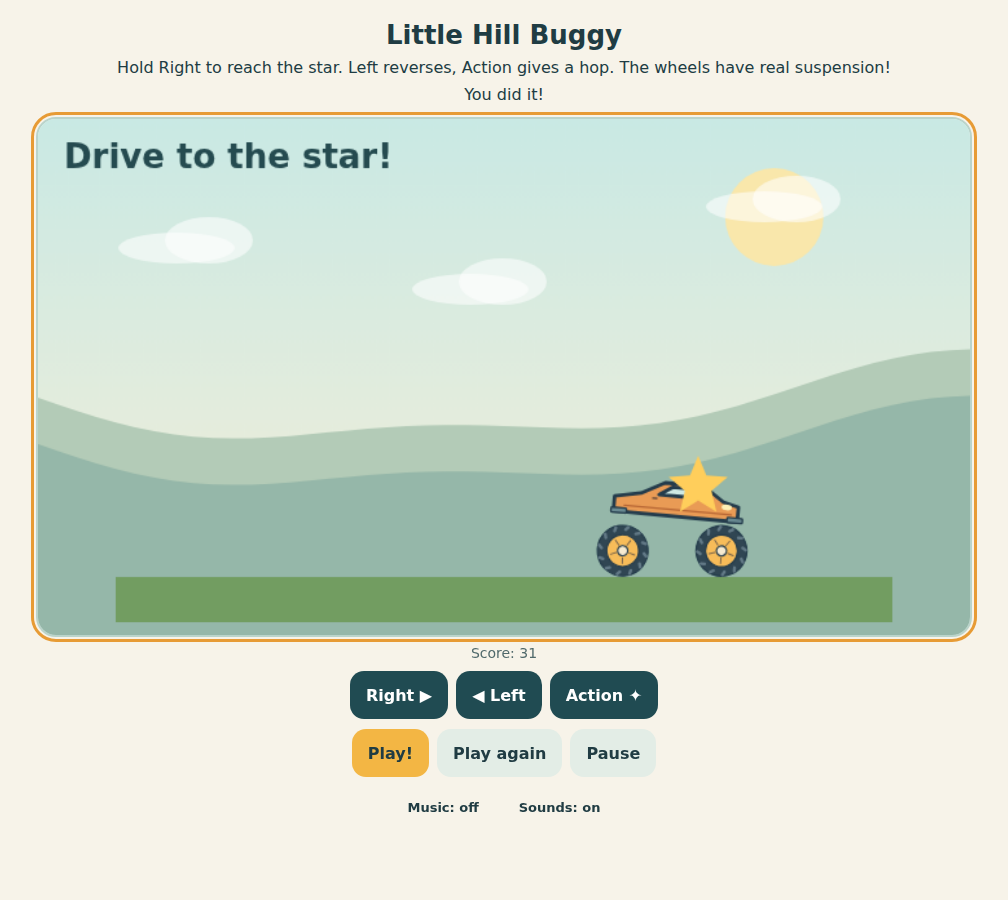 Little Hill Buggy
Hold Right to reach the star. Left reverses, Action gives a hop. The wheels have real suspension!
You did it!
Drive to the star!
Score: 31
Right ▶
◀ Left
Action ✦
Play!
Play again
Pause
Music: off
Sounds: on